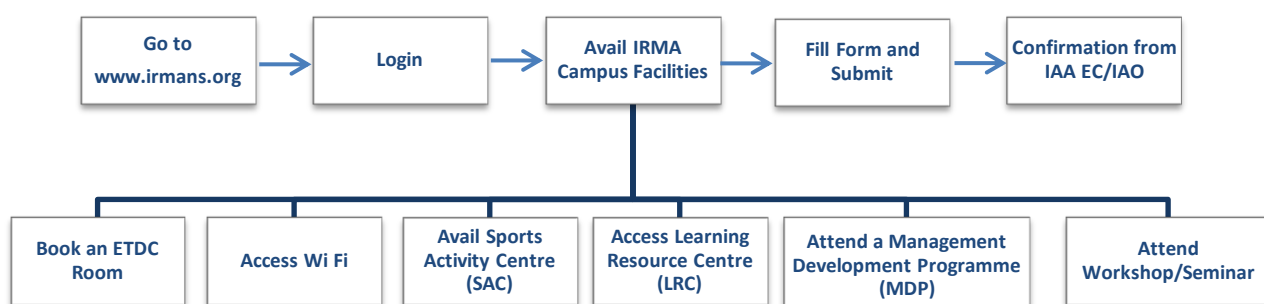 Go to
www.irmans.org
Login
Avail IRMA
Campus Facilities
Fill Form and
Submit
Confirmation from
IAA EC/IAO
Book an ETDC
Room
Access Wi Fi
Avail Sports
Activity Centre
(SAC)
Access Learning
Resource Centre
(LRC)
Attend a Management
Development Programme
(MDP)
Attend
Workshop/Seminar